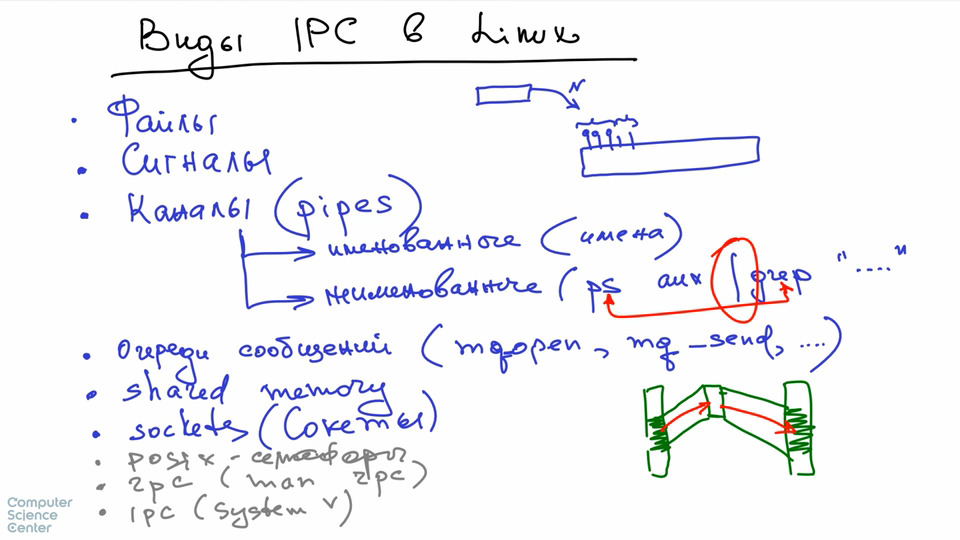 Виды IPC в Linux
• Файлы
N
• Сигналы
• Каналы (pipes)
именованные (имена)
неименованные (ps aux | grep "...."
• Очереди сообщений (mq_open, mq_send, ....)
• shared memory
• sockets (Сокеты)
• posix-семафоры
• rpc (man rpc)
• IPC (System V)
Computer
Science
Center